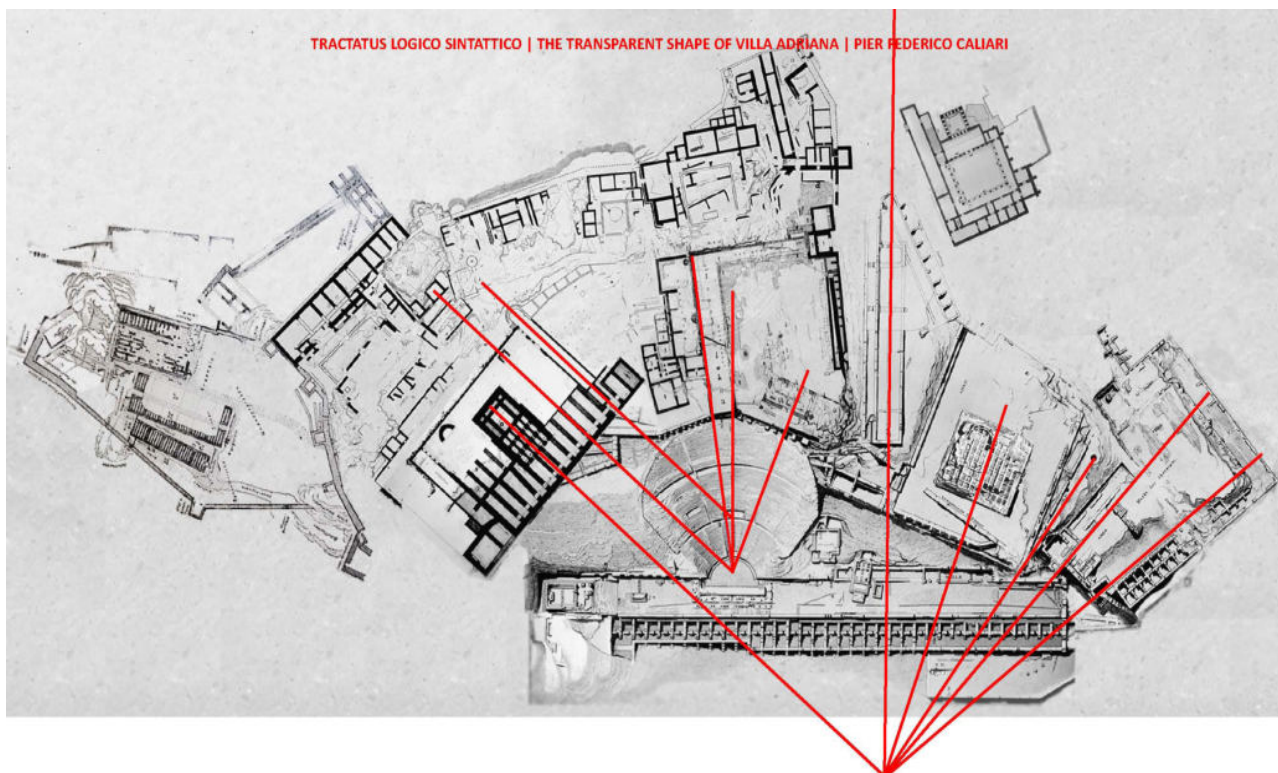 TRACTATUS LOGICO SINTATTICO | THE TRANSPARENT SHAPE OF VILLA ADRIANA | PIER FEDERICO CALIARI